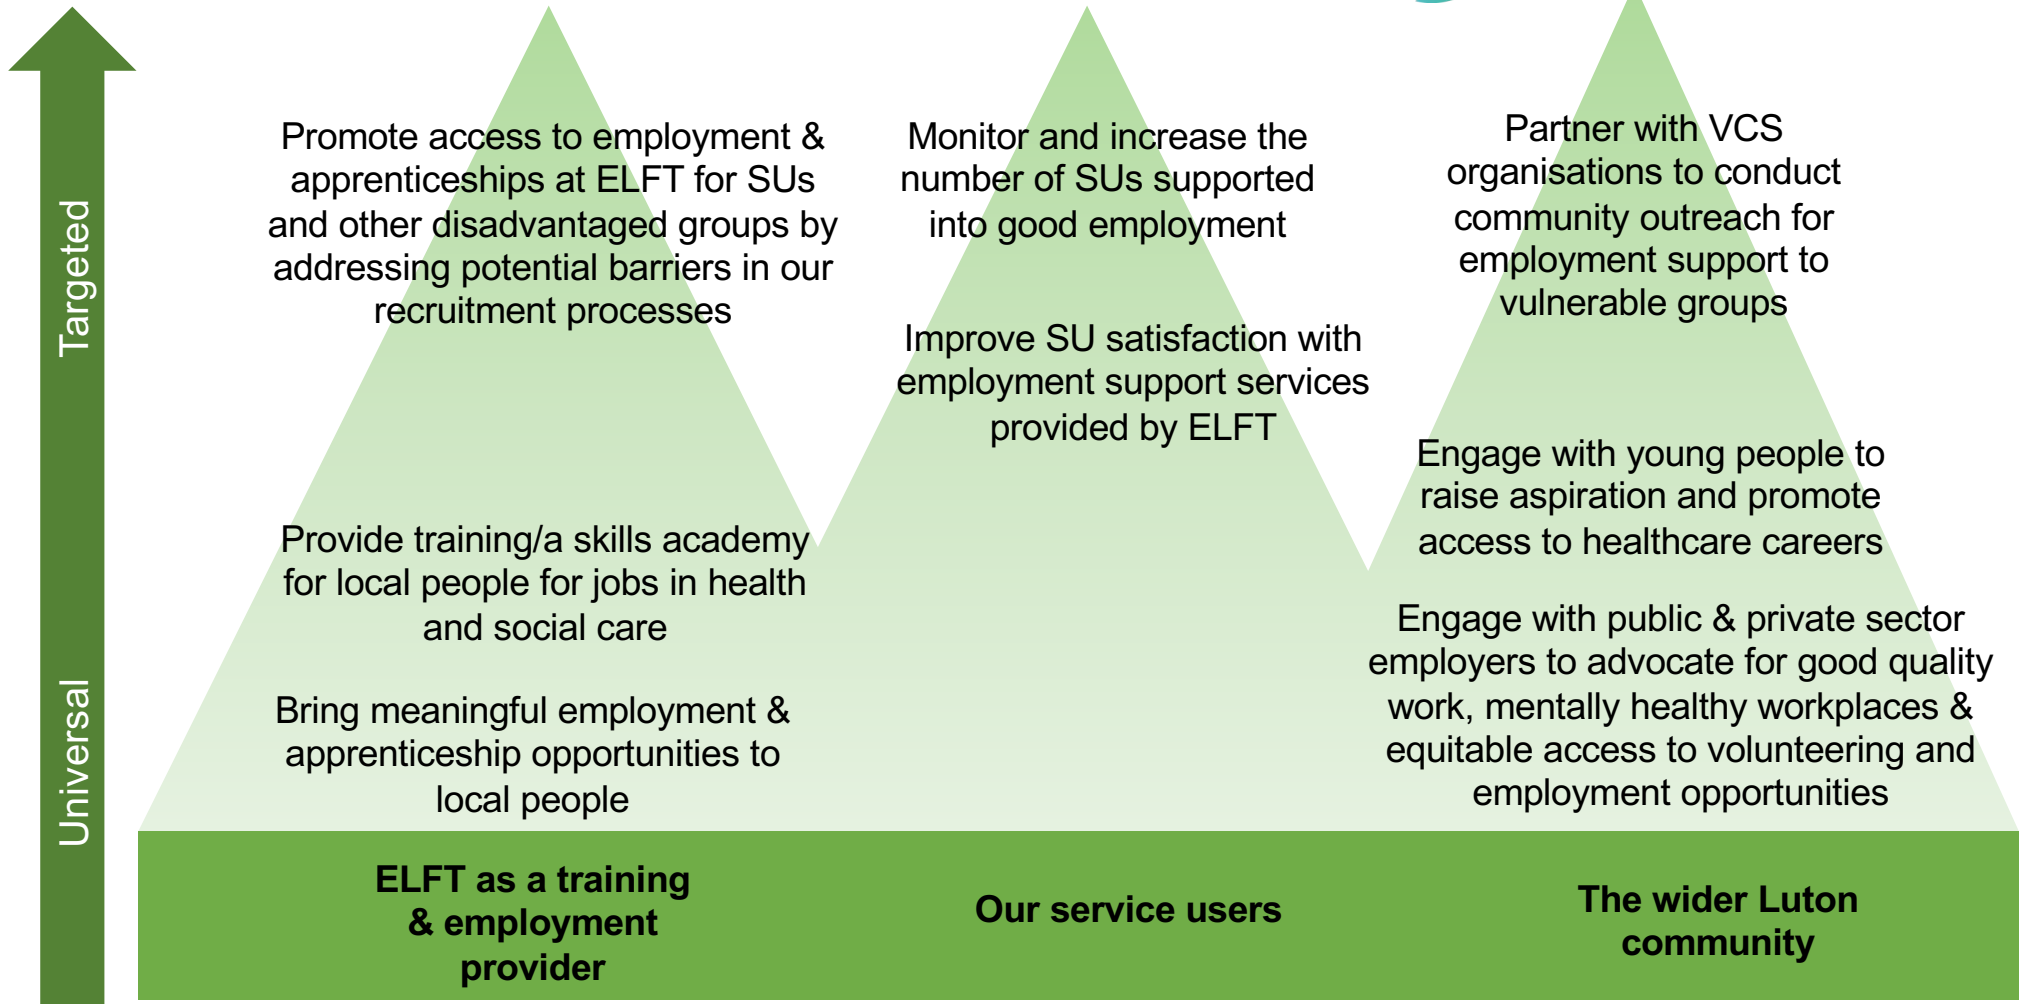 Targeted
Universal
Promote access to employment &
apprenticeships at ELFT for SUs
and other disadvantaged groups by
addressing potential barriers in our
recruitment processes
Provide training/a skills academy
for local people for jobs in health
and social care
Bring meaningful employment &
apprenticeship opportunities to
local people
ELFT as a training
& employment
provider
Monitor and increase the
number of SUs supported
into good employment
Improve SU satisfaction with
employment support services
provided by ELFT
Our service users
Partner with VCS
organisations to conduct
community outreach for
employment support to
vulnerable groups
Engage with young people to
raise aspiration and promote
access to healthcare careers
Engage with public & private sector
employers to advocate for good quality
work, mentally healthy workplaces &
equitable access to volunteering and
employment opportunities
The wider Luton
community